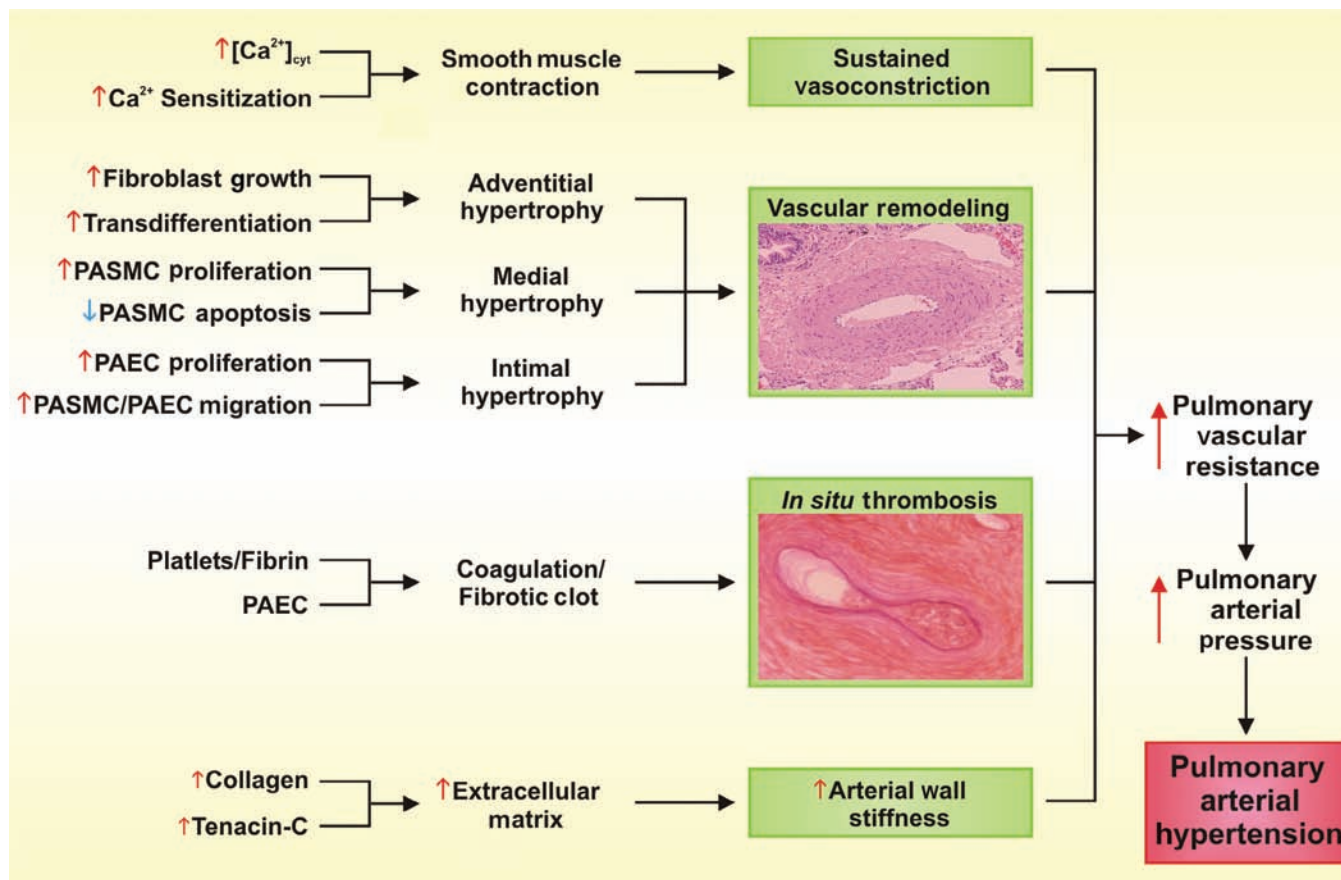 ↑[Ca²⁺]cyt
↑Ca²⁺ Sensitization
Smooth muscle
contraction
Sustained
vasoconstriction
↑Fibroblast growth
↑Transdifferentiation
Adventitial
hypertrophy
↑PASMC proliferation
↓PASMC apoptosis
Medial
hypertrophy
↑PAEC proliferation
↑PASMC/PAEC migration
Intimal
hypertrophy
Vascular remodeling
Platelets/Fibrin
PAEC
Coagulation/
Fibrotic clot
In situ thrombosis
↑Collagen
↑Tenacin-C
↑Extracellular
matrix
↑Arterial wall
stiffness
↑Pulmonary
vascular
resistance
↑Pulmonary
arterial
pressure
Pulmonary
arterial
hypertension